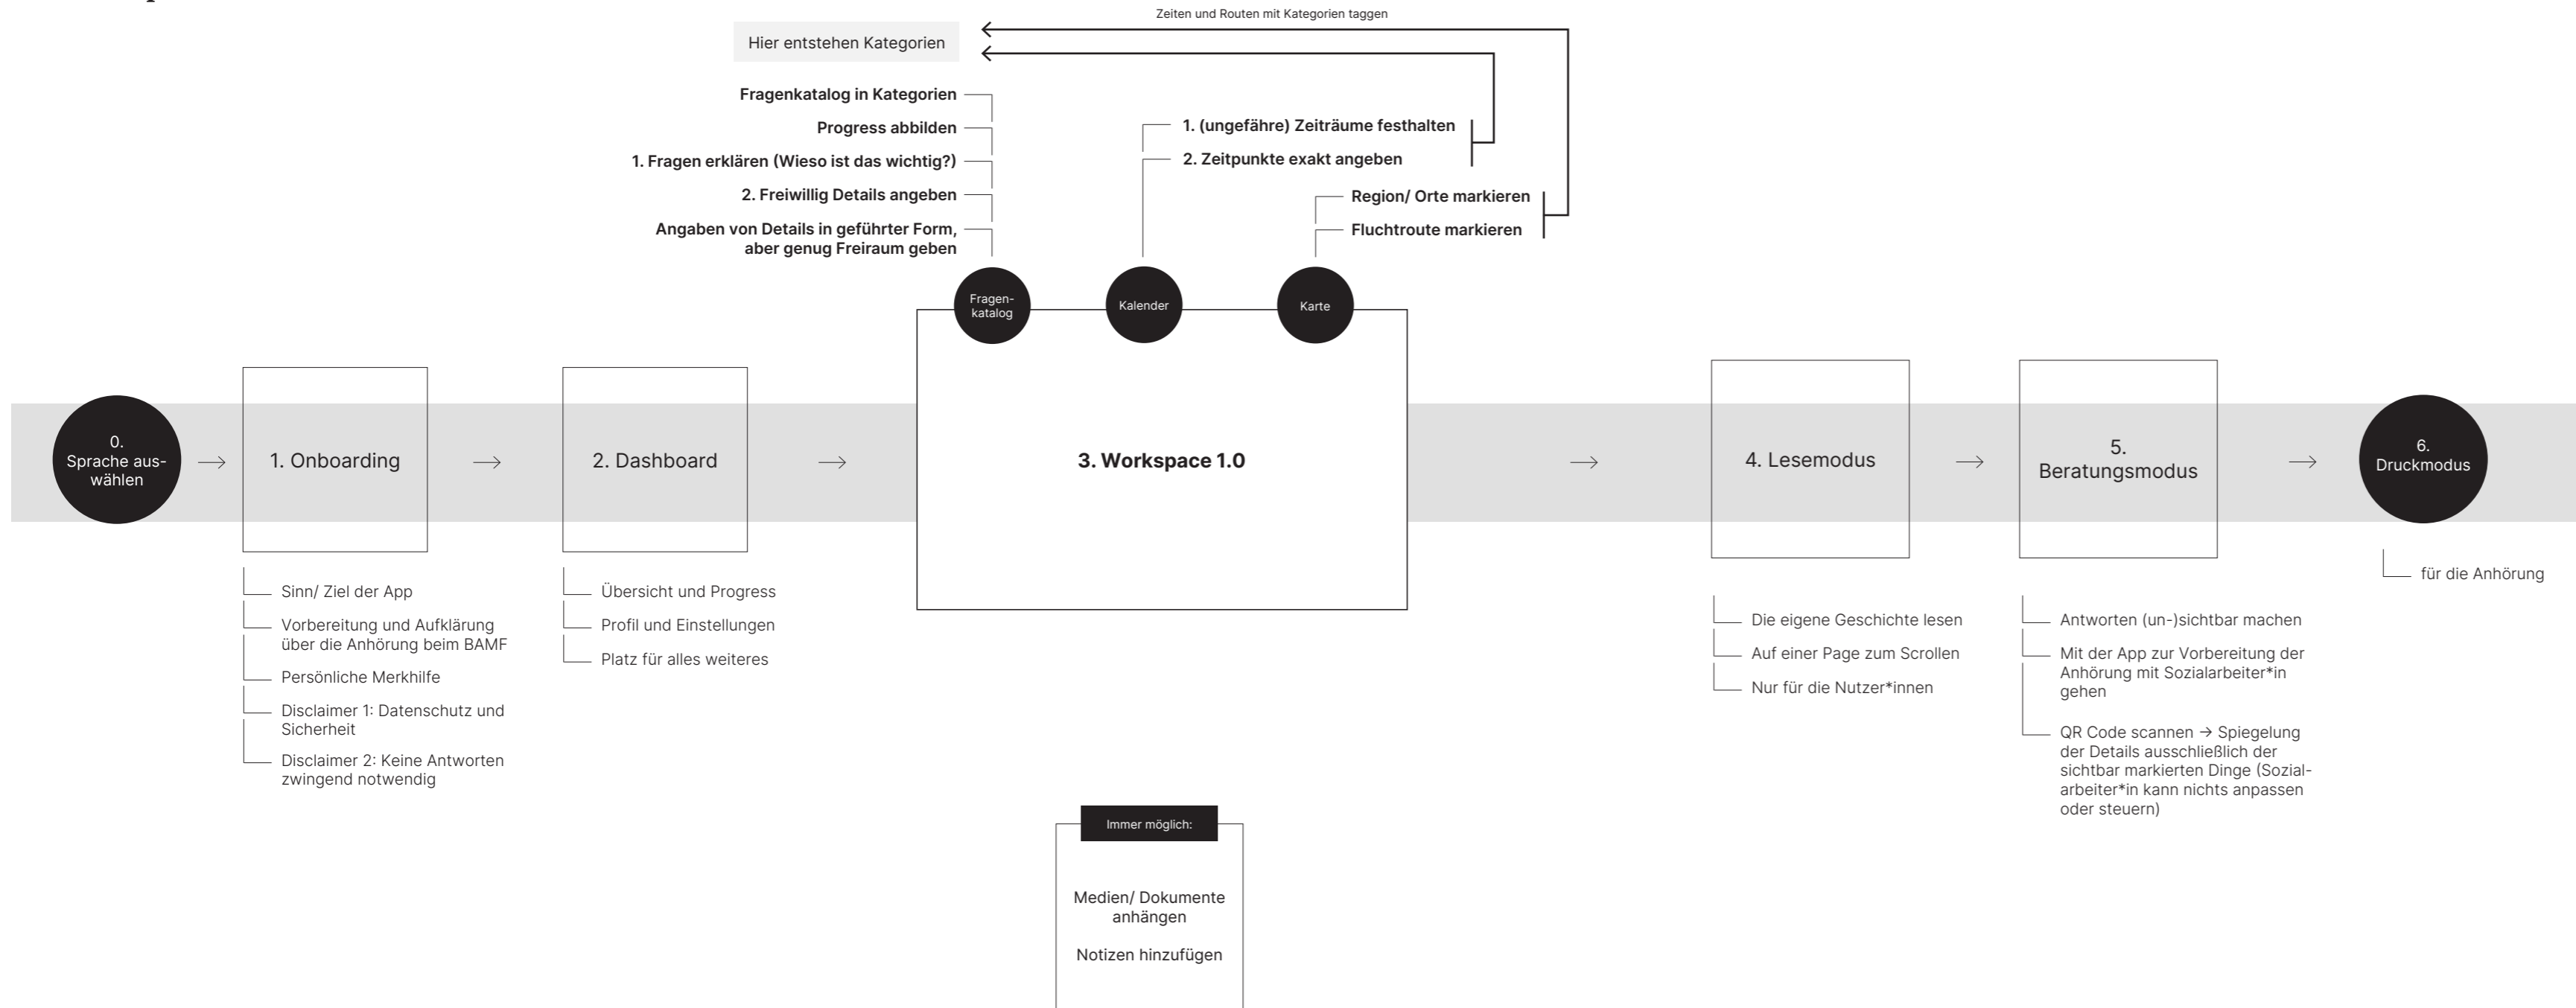 Zeiten und Routen mit Kategorien taggen
Hier entstehen Kategorien
Fragenkatalog in Kategorien
Progress abbilden
1. Fragen erklären (Wieso ist das wichtig?)
2. Freiwillig Details angeben
Angaben von Details in geführter Form,
aber genug Freiraum geben
1. (ungefähre) Zeiträume festhalten
2. Zeitpunkte exakt angeben
Region/ Orte markieren
Fluchtroute markieren
Fragen-
katalog
Kalender
Karte
0.
Sprache aus-
wählen
1. Onboarding
2. Dashboard
3. Workspace 1.0
4. Lesemodus
5.
Beratungsmodus
6.
Druckmodus
Sinn/ Ziel der App
Vorbereitung und Aufklärung
über die Anhörung beim BAMF
Persönliche Merkhilfe
Disclaimer 1: Datenschutz und
Sicherheit
Disclaimer 2: Keine Antworten
zwingend notwendig
Übersicht und Progress
Profil und Einstellungen
Platz für alles weiteres
Die eigene Geschichte lesen
Auf einer Page zum Scrollen
Nur für die Nutzer*innen
Antworten (un-)sichtbar machen
Mit der App zur Vorbereitung der
Anhörung mit Sozialarbeiter*in
gehen
QR Code scannen → Spiegelung
der Details ausschließlich der
sichtbar markierten Dinge (Sozial-
arbeiter*in kann nichts anpassen
oder steuern)
für die Anhörung
Immer möglich:
Medien/ Dokumente
anhängen
Notizen hinzufügen